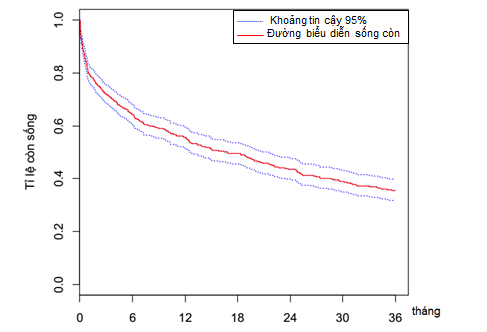 Khoảng tin cậy 95%
Đường biểu diễn sống còn
Tỉ lệ còn sống
1.0
0.8
0.6
0.4
0.2
0.0
0 6 12 18 24 30 36 tháng